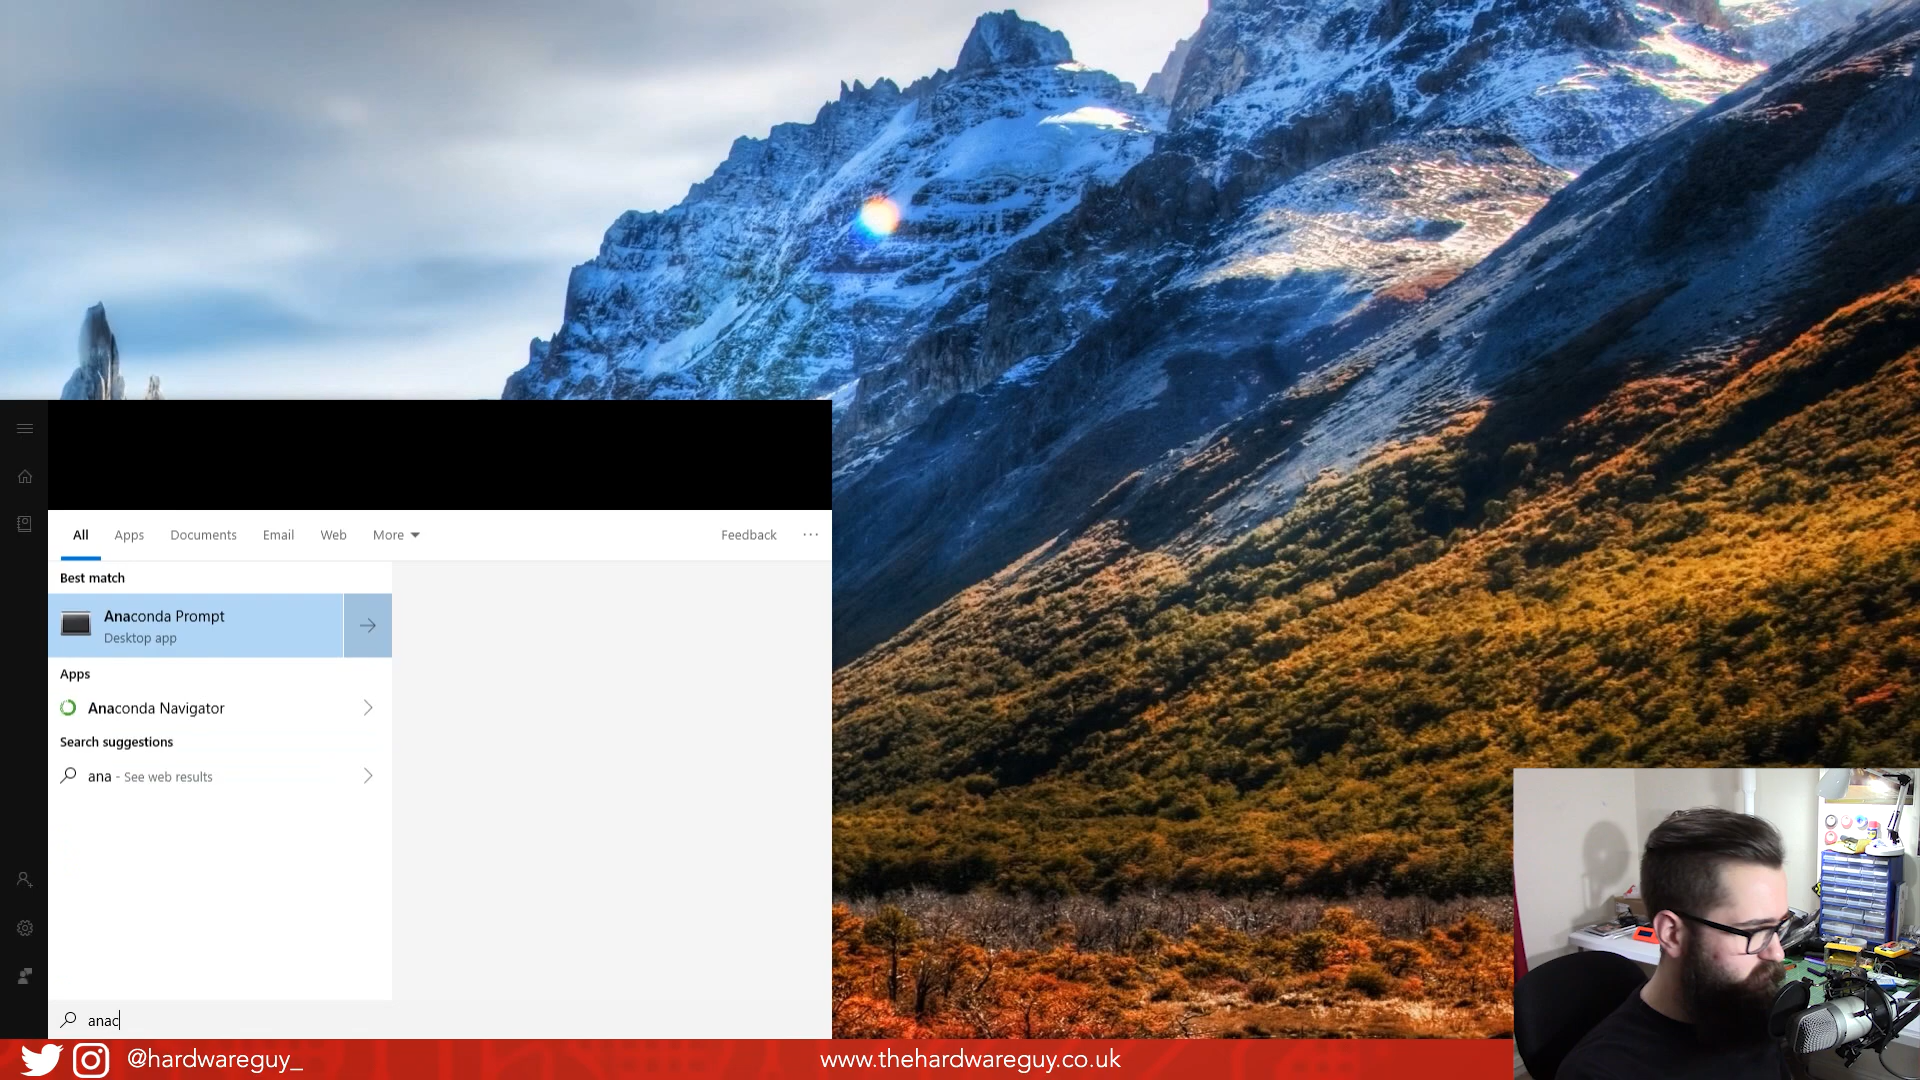 All Apps Documents Email Web More Feedback
Best match
Anaconda Prompt
Desktop app
Apps
Anaconda Navigator
Search suggestions
ana - See web results
anac
@hardwareguy_ www.thehardwareguy.co.uk